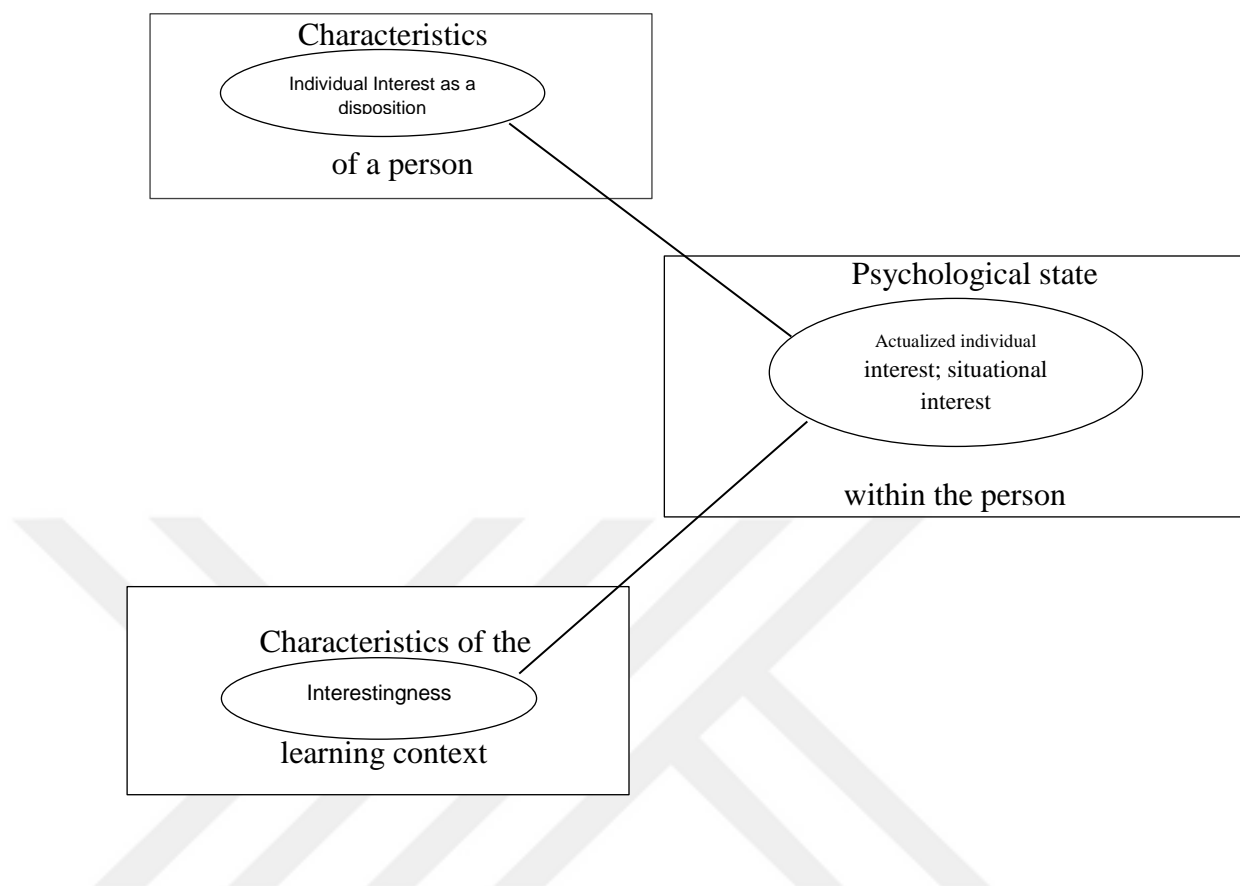 Characteristics
Individual Interest as a
disposition
of a person
Psychological state
Actualized individual
interest; situational
interest
within the person
Characteristics of the
Interestingness
learning context